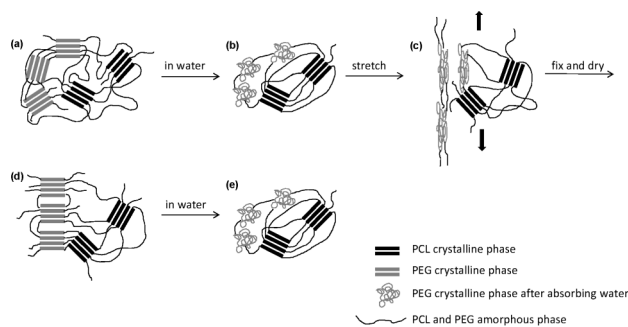 (a)
in water
(b)
stretch
(c)
fix and dry
(d)
in water
(e)
PCL crystalline phase
PEG crystalline phase
PEG crystalline phase after absorbing water
PCL and PEG amorphous phase